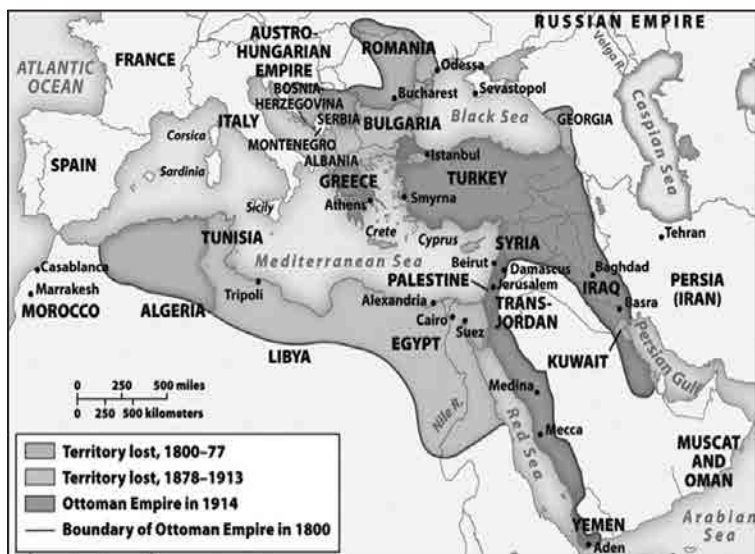 RUSSIAN EMPIRE
AUSTRO-
HUNGARIAN
EMPIRE
ROMANIA
FRANCE
ATLANTIC
OCEAN
Odessa
Volga R.
BOSNIA-
HERZEGOVINA
Bucharest
Sevastopol
Caspian Sea
ITALY
SERBIA
BULGARIA
Black Sea
GEORGIA
Corsica
MONTENEGRO
ALBANIA
SPAIN
Sardinia
Istanbul
GREECE
TURKEY
Sicily
Athens
Smyrna
Tehran
TUNISIA
Crete
Cyprus
SYRIA
Mediterranean Sea
Beirut
Damascus
Baghdad
Casablanca
PALESTINE
Jerusalem
IRAQ
PERSIA
(IRAN)
Marrakesh
Tripoli
Alexandria
TRANS-
JORDAN
Basra
MOROCCO
ALGERIA
Cairo
Suez
EGYPT
LIBYA
KUWAIT
Persian Gulf
0 250 500 miles
0 250 500 kilometers
Medina
Nile R.
Red Sea
Mecca
MUSCAT
AND
OMAN
Territory lost, 1800–77
Territory lost, 1878–1913
Ottoman Empire in 1914
Boundary of Ottoman Empire in 1800
YEMEN
Aden
Arabian
Sea